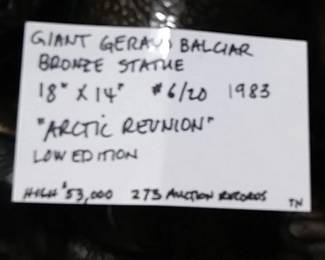 GIANT GERALD BALCIAR
BRONZE STATUE
18" X 14" #6/20 1983
"ARCTIC REUNION"
LOW EDITION
HIGH $53,000 273 AUCTION RECORDS TN